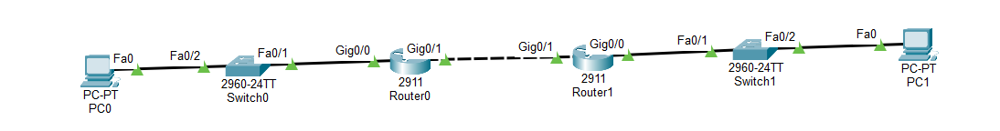 Fa0
Fa0/2
Fa0/1
Gig0/0
Gig0/1
Gig0/1
Gig0/0
Fa0/1
Fa0/2
Fa0
PC-PT
PC0
2960-24TT
Switch0
2911
Router0
2911
Router1
2960-24TT
Switch1
PC-PT
PC1